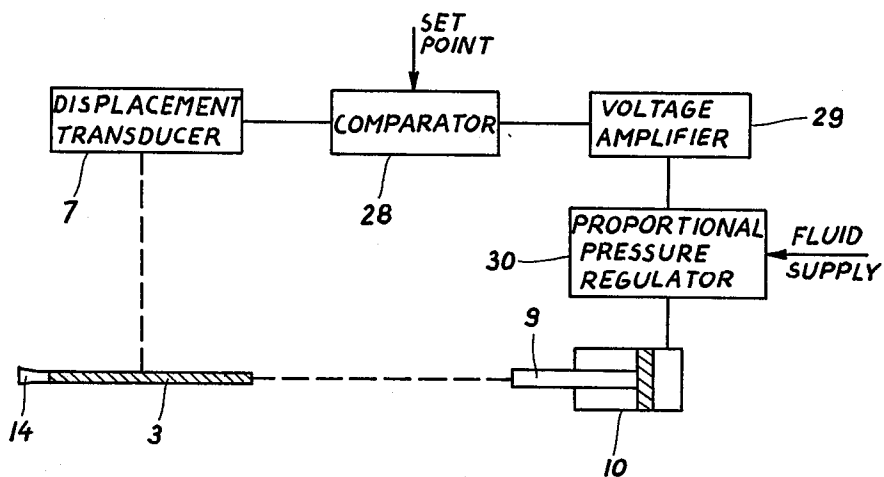 SET
POINT
DISPLACEMENT
TRANSDUCER
COMPARATOR
VOLTAGE
AMPLIFIER
29
7
28
PROPORTIONAL
PRESSURE
REGULATOR
30
FLUID
SUPPLY
9
14
3
10